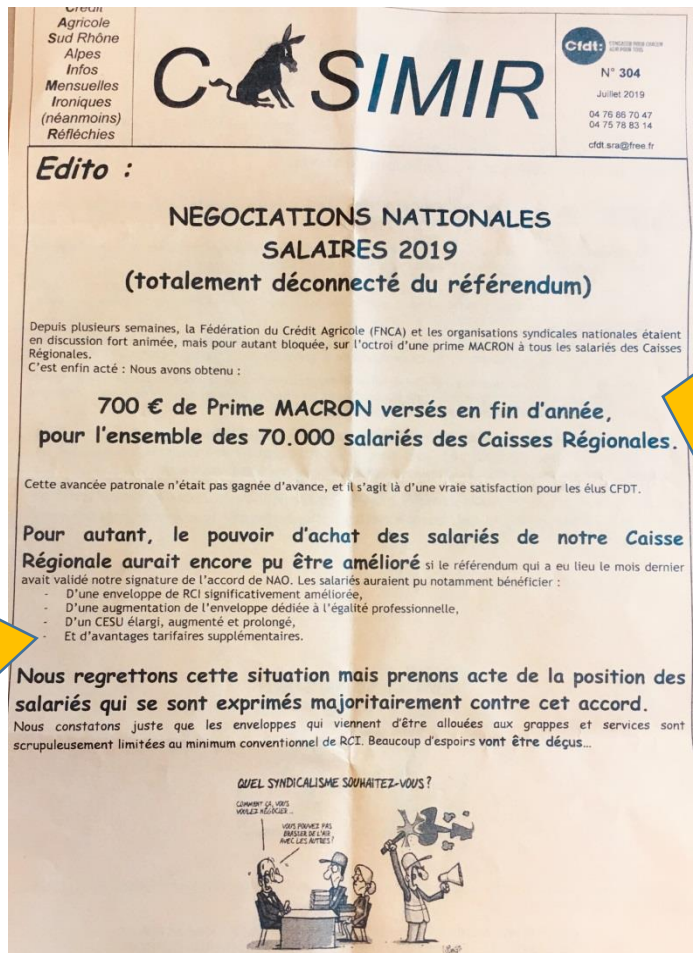 Crédit
Agricole
Sud Rhône
Alpes
Infos
Mensuelles
Ironiques
(néanmoins)
Réfléchies
CASIMIR
Cfdt:
N° 304
Juillet 2019
04 76 86 70 47
04 75 78 83 14
cfdt.sra@free.fr
Edito :
NEGOCIATIONS NATIONALES
SALAIRES 2019
(totalement déconnecté du référendum)
Depuis plusieurs semaines, la Fédération du Crédit Agricole (FNCA) et les organisations syndicales nationales étaient
en discussion fort animée, mais pour autant bloquée, sur l'octroi d'une prime MACRON à tous les salariés des Caisses
Régionales.
C'est enfin acté : Nous avons obtenu :
700 € de Prime MACRON versés en fin d'année,
pour l'ensemble des 70.000 salariés des Caisses Régionales.
Cette avancée patronale n'était pas gagnée d'avance, et il s'agit là d'une vraie satisfaction pour les élus CFDT.
Pour autant, le pouvoir d'achat des salariés de notre Caisse
Régionale aurait encore pu être amélioré si le référendum qui a eu lieu le mois dernier
avait validé notre signature de l'accord de NAO. Les salariés auraient pu notamment bénéficier :
- D'une enveloppe de RCI significativement améliorée,
- D'une augmentation de l'enveloppe dédiée à l'égalité professionnelle,
- D'un CESU élargi, augmenté et prolongé,
- Et d'avantages tarifaires supplémentaires.
Nous regrettons cette situation mais prenons acte de la position des
salariés qui se sont exprimés majoritairement contre cet accord.
Nous constatons juste que les enveloppes qui viennent d'être allouées aux grappes et services sont
scrupuleusement limitées au minimum conventionnel de RCI. Beaucoup d'espoirs vont être déçus...
QUEL SYNDICALISME SOUHAITEZ-VOUS ?
COMMENT ÇA, VOUS
VOULEZ NÉGOCIER...
VOUS POUVEZ PAS
BRASSER DE L'AIR
AVEC LES AUTRES ?